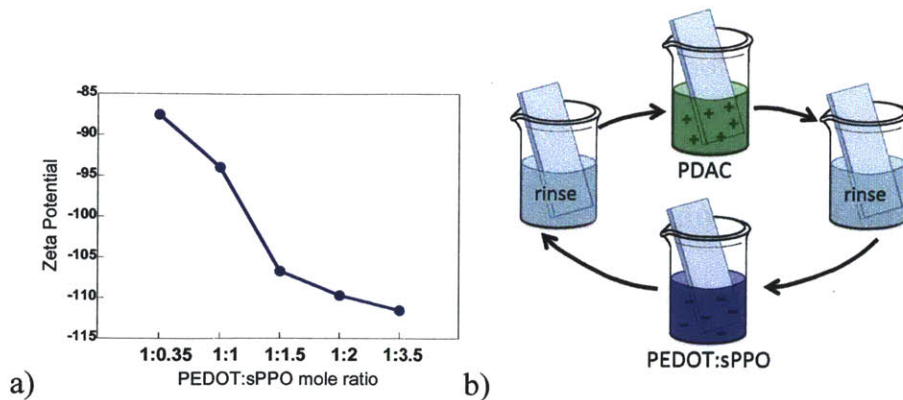 -85
-90
-95
-100
-105
-110
-115
Zeta Potential
1:0.35 1:1 1:1.5 1:2 1:3.5
PEDOT:sPPO mole ratio
a)
PDAC
rinse
rinse
PEDOT:sPPO
b)